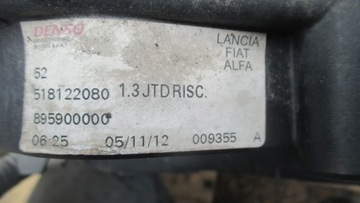 DENSO
LANCIA
FIAT
ALFA
52
518122080 1.3 JTD RISC.
895900000
06:25 05/11/12 009355 A